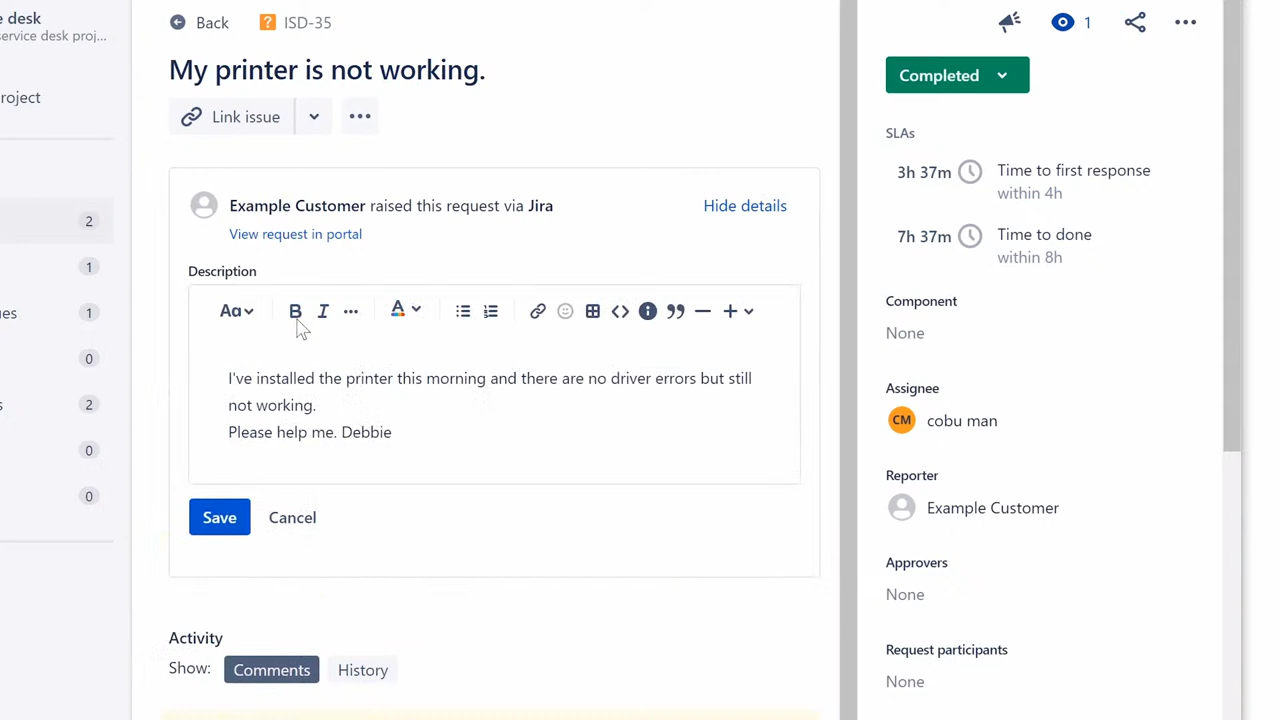 e desk
service desk proj...
roject
2
1
ues
1
0
s
2
0
0
Back
ISD-35
My printer is not working.
Link issue
Example Customer raised this request via Jira
Hide details
View request in portal
Description
Aa
B I A
I've installed the printer this morning and there are no driver errors but still
not working.
Please help me. Debbie
Save Cancel
Activity
Show: Comments History
1
Completed
SLAs
3h 37m Time to first response
within 4h
7h 37m Time to done
within 8h
Component
None
Assignee
CM cobu man
Reporter
Example Customer
Approvers
None
Request participants
None